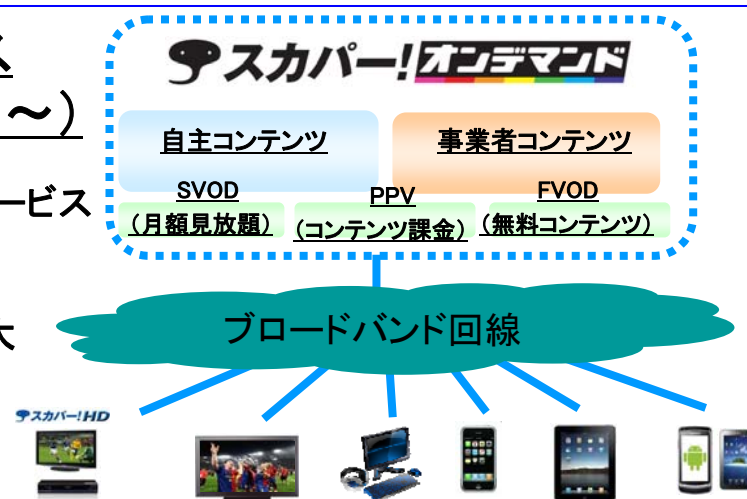 ス
～）
ービス
大
スカパー！オンデマンド
自主コンテンツ
事業者コンテンツ
SVOD
（月額見放題）
PPV
（コンテンツ課金）
FVOD
（無料コンテンツ）
ブロードバンド回線
スカパー！HD